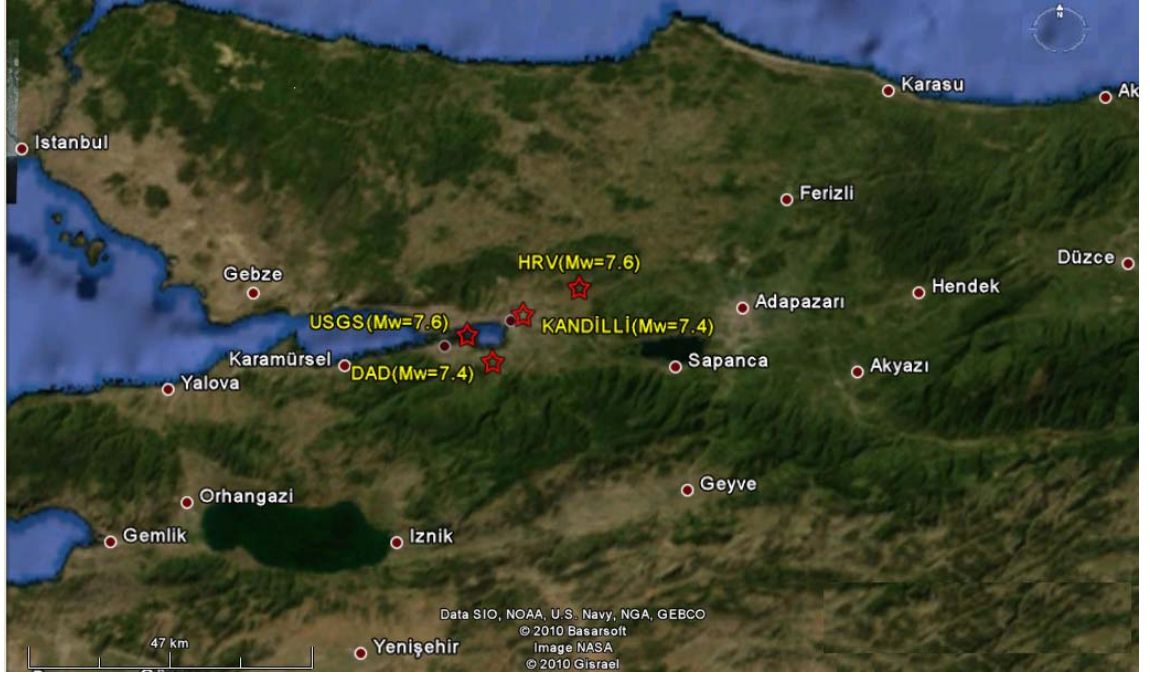 N
Karasu
Ak
Istanbul
Ferizli
Düzce
HRV(Mw=7.6)
Gebze
Hendek
Adapazarı
USGS(Mw=7.6)
KANDİLLİ(Mw=7.4)
Karamürsel
Sapanca
DAD(Mw=7.4)
Akyazı
Yalova
Geyve
Orhangazi
Gemlik
Iznik
Data SIO, NOAA, U.S. Navy, NGA, GEBCO
© 2010 Basarsoft
47 km
Image NASA
Yenişehir
© 2010 Gisrael